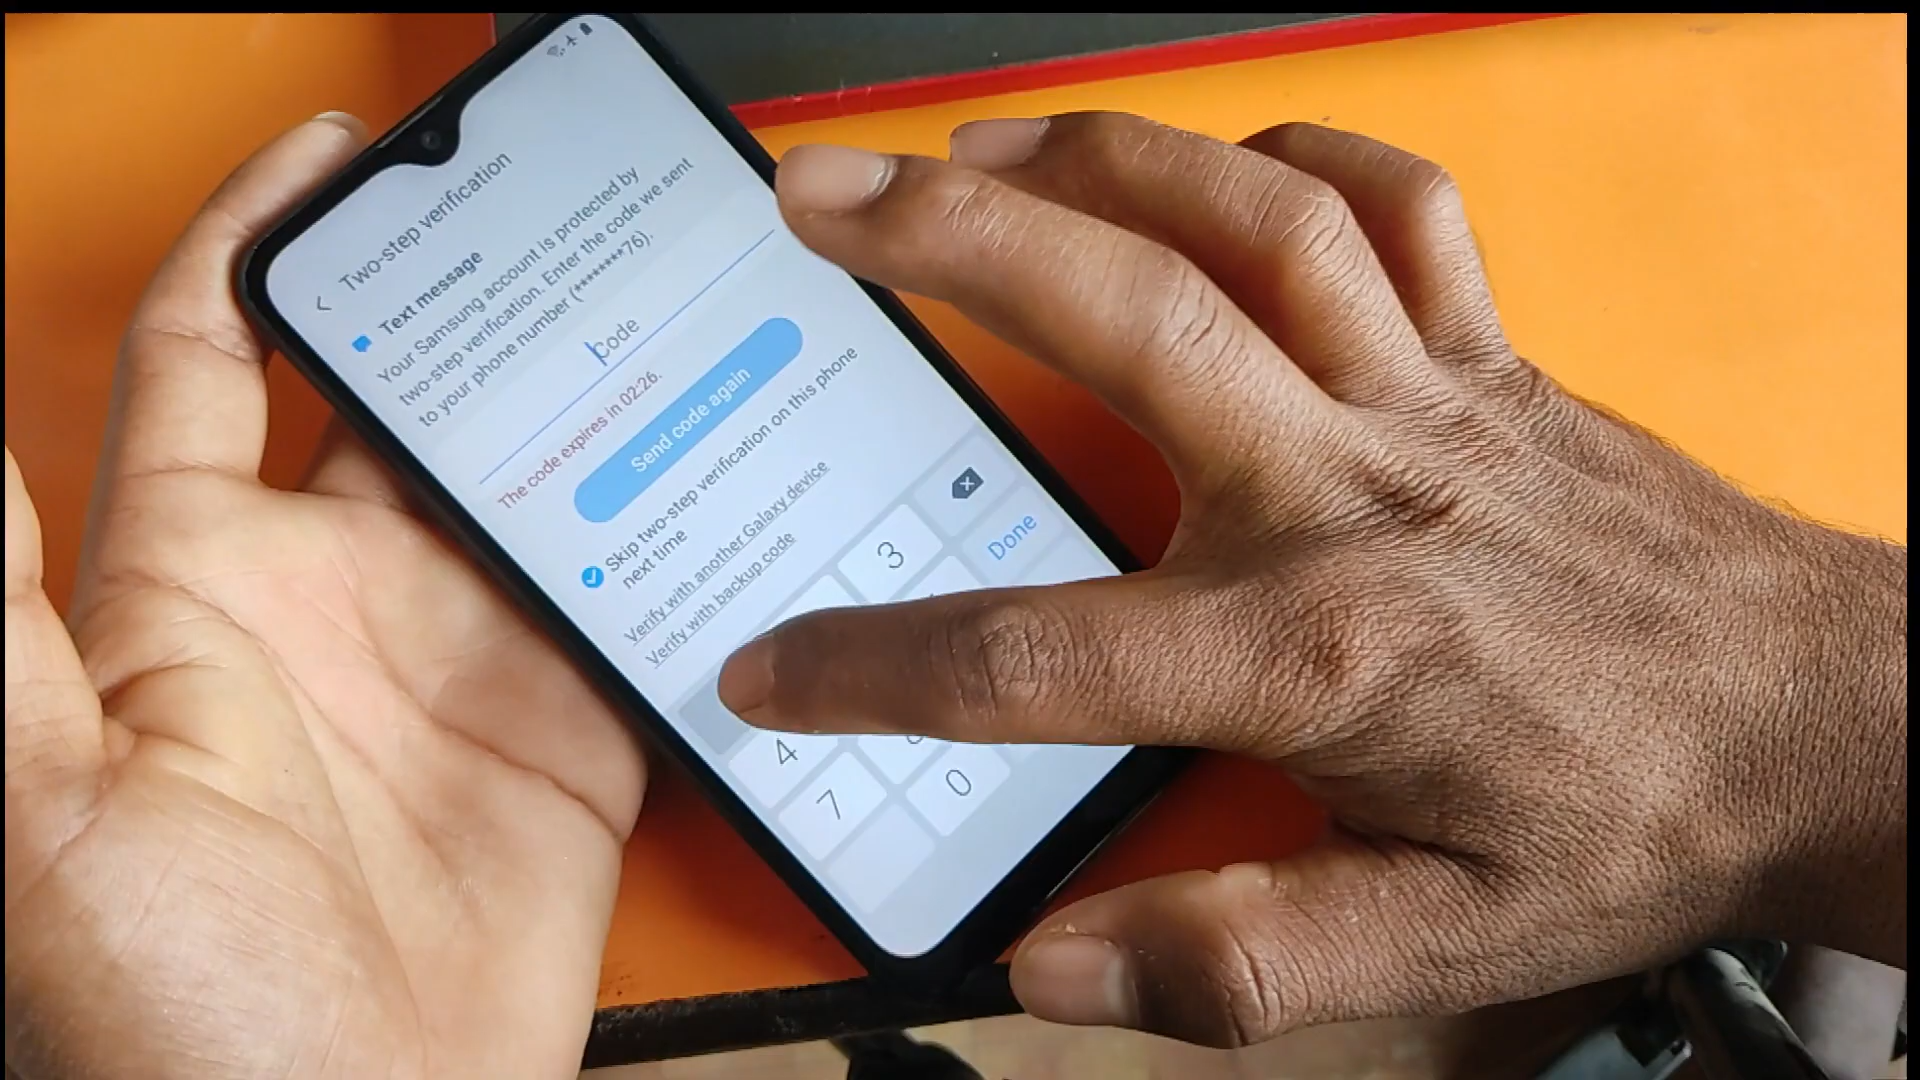 Two-step verification
Text message
Your Samsung account is protected by
two-step verification. Enter the code we sent
to your phone number (********76).
Code
The code expires in 02:26.
Send code again
Skip two-step verification on this phone
next time
Verify with another Galaxy device
Verify with backup code
3
Done
4
7
0